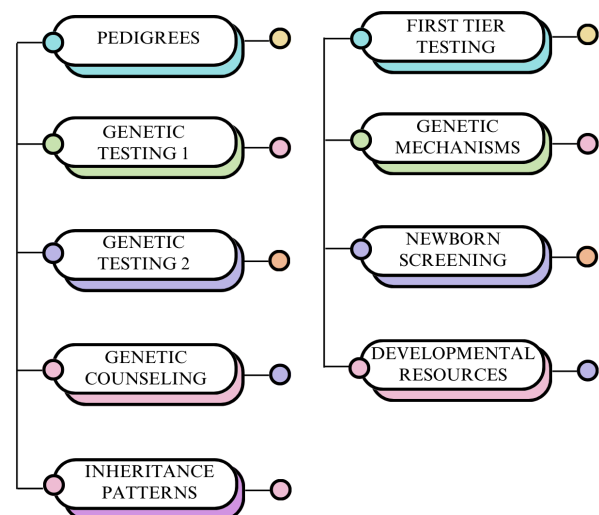 PEDIGREES
GENETIC
TESTING 1
GENETIC
TESTING 2
GENETIC
COUNSELING
INHERITANCE
PATTERNS
FIRST TIER
TESTING
GENETIC
MECHANISMS
NEWBORN
SCREENING
DEVELOPMENTAL
RESOURCES